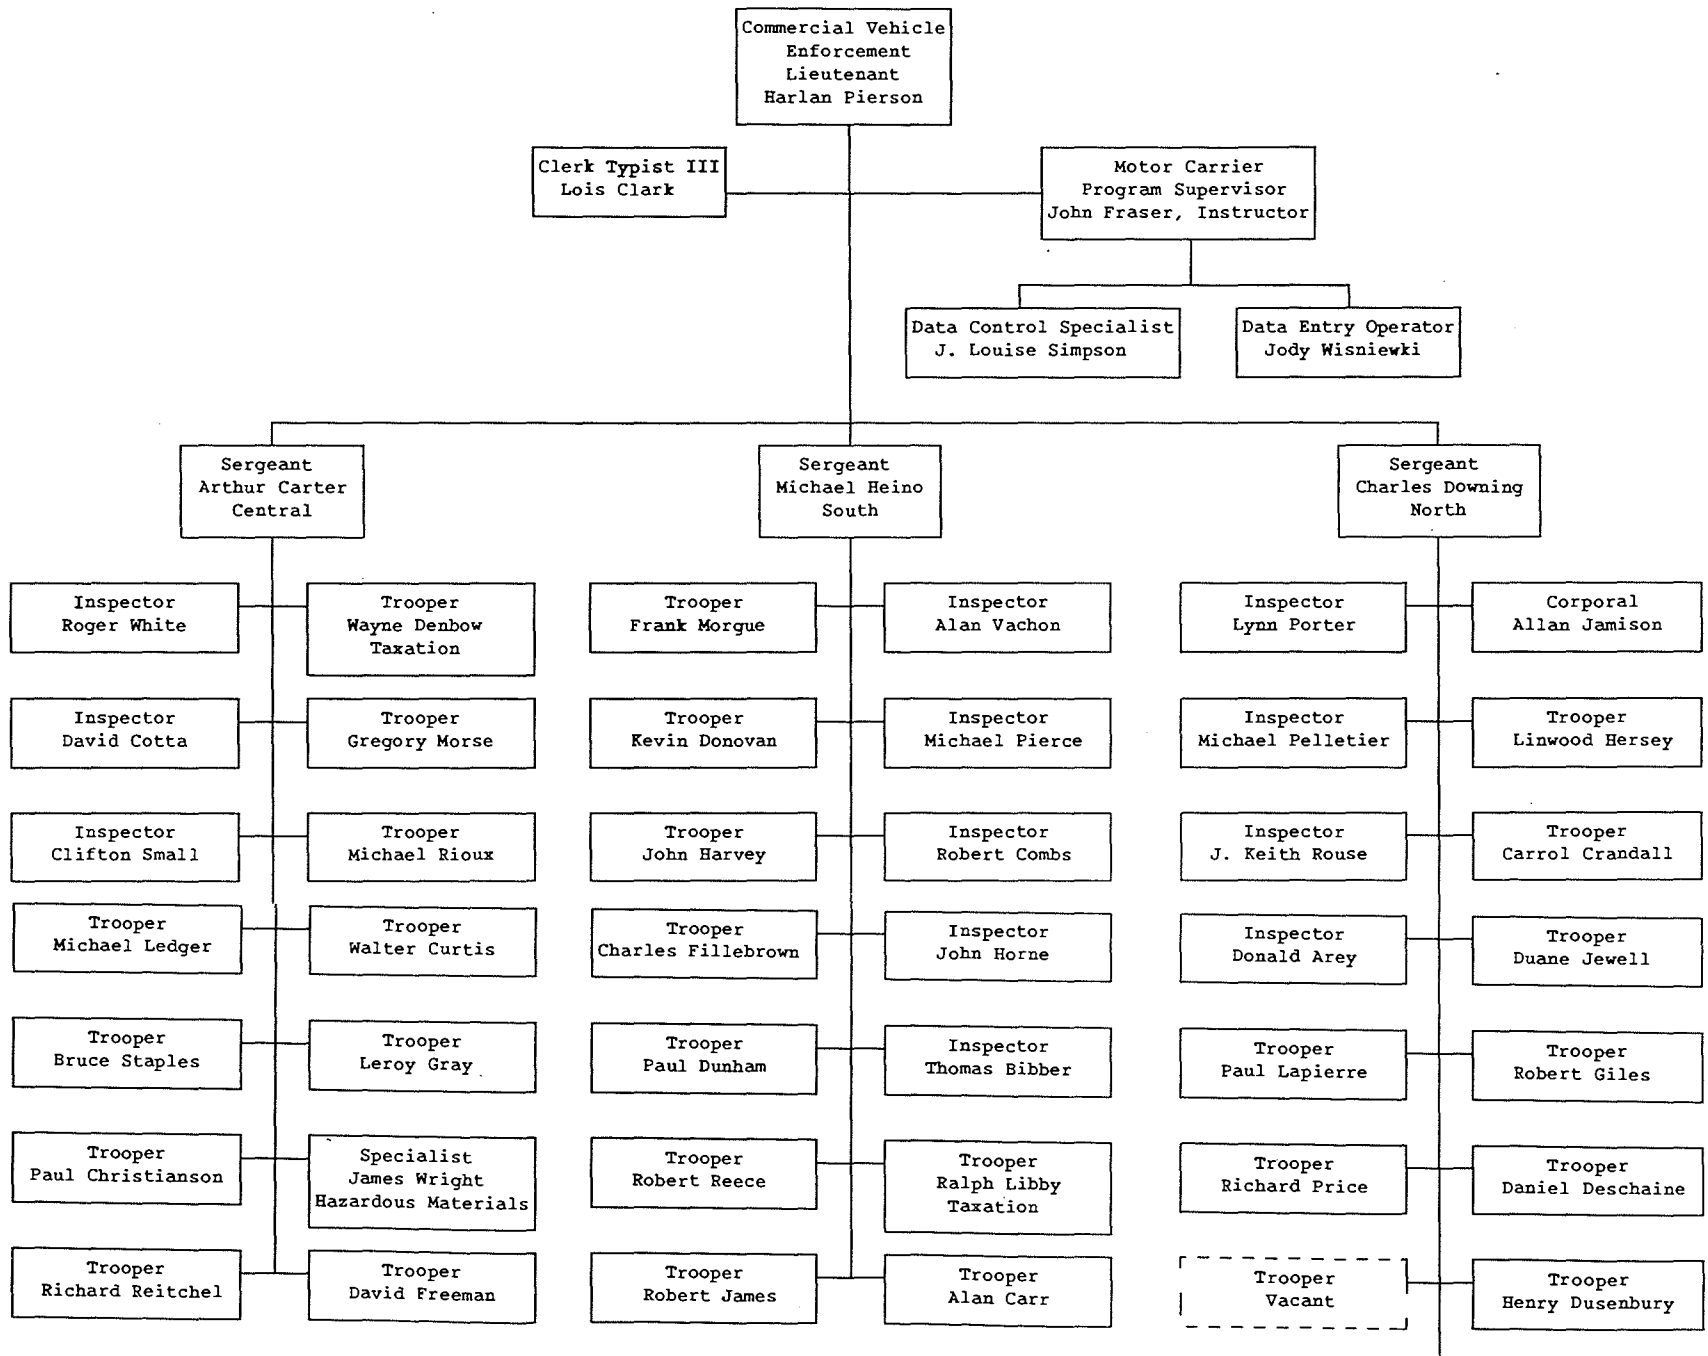 Commercial Vehicle
Enforcement
Lieutenant
Harlan Pierson
Clerk Typist III
Lois Clark
Motor Carrier
Program Supervisor
John Fraser, Instructor
Data Control Specialist
J. Louise Simpson
Data Entry Operator
Jody Wisniewki
Sergeant
Arthur Carter
Central
Sergeant
Michael Heino
South
Sergeant
Charles Downing
North
Inspector
Roger White
Trooper
Wayne Denbow
Taxation
Trooper
Frank Morgue
Inspector
Alan Vachon
Inspector
Lynn Porter
Corporal
Allan Jamison
Inspector
David Cotta
Trooper
Gregory Morse
Trooper
Kevin Donovan
Inspector
Michael Pierce
Inspector
Michael Pelletier
Trooper
Linwood Hersey
Inspector
Clifton Small
Trooper
Michael Rioux
Trooper
John Harvey
Inspector
Robert Combs
Inspector
J. Keith Rouse
Trooper
Carrol Crandall
Trooper
Michael Ledger
Trooper
Walter Curtis
Trooper
Charles Fillebrown
Inspector
John Horne
Inspector
Donald Arey
Trooper
Duane Jewell
Trooper
Bruce Staples
Trooper
Leroy Gray
Trooper
Paul Dunham
Inspector
Thomas Bibber
Trooper
Paul Lapierre
Trooper
Robert Giles
Trooper
Paul Christianson
Specialist
James Wright
Hazardous Materials
Trooper
Robert Reece
Trooper
Ralph Libby
Taxation
Trooper
Richard Price
Trooper
Daniel Deschaine
Trooper
Richard Reitchel
Trooper
David Freeman
Trooper
Robert James
Trooper
Alan Carr
Trooper
Vacant
Trooper
Henry Dusenbury